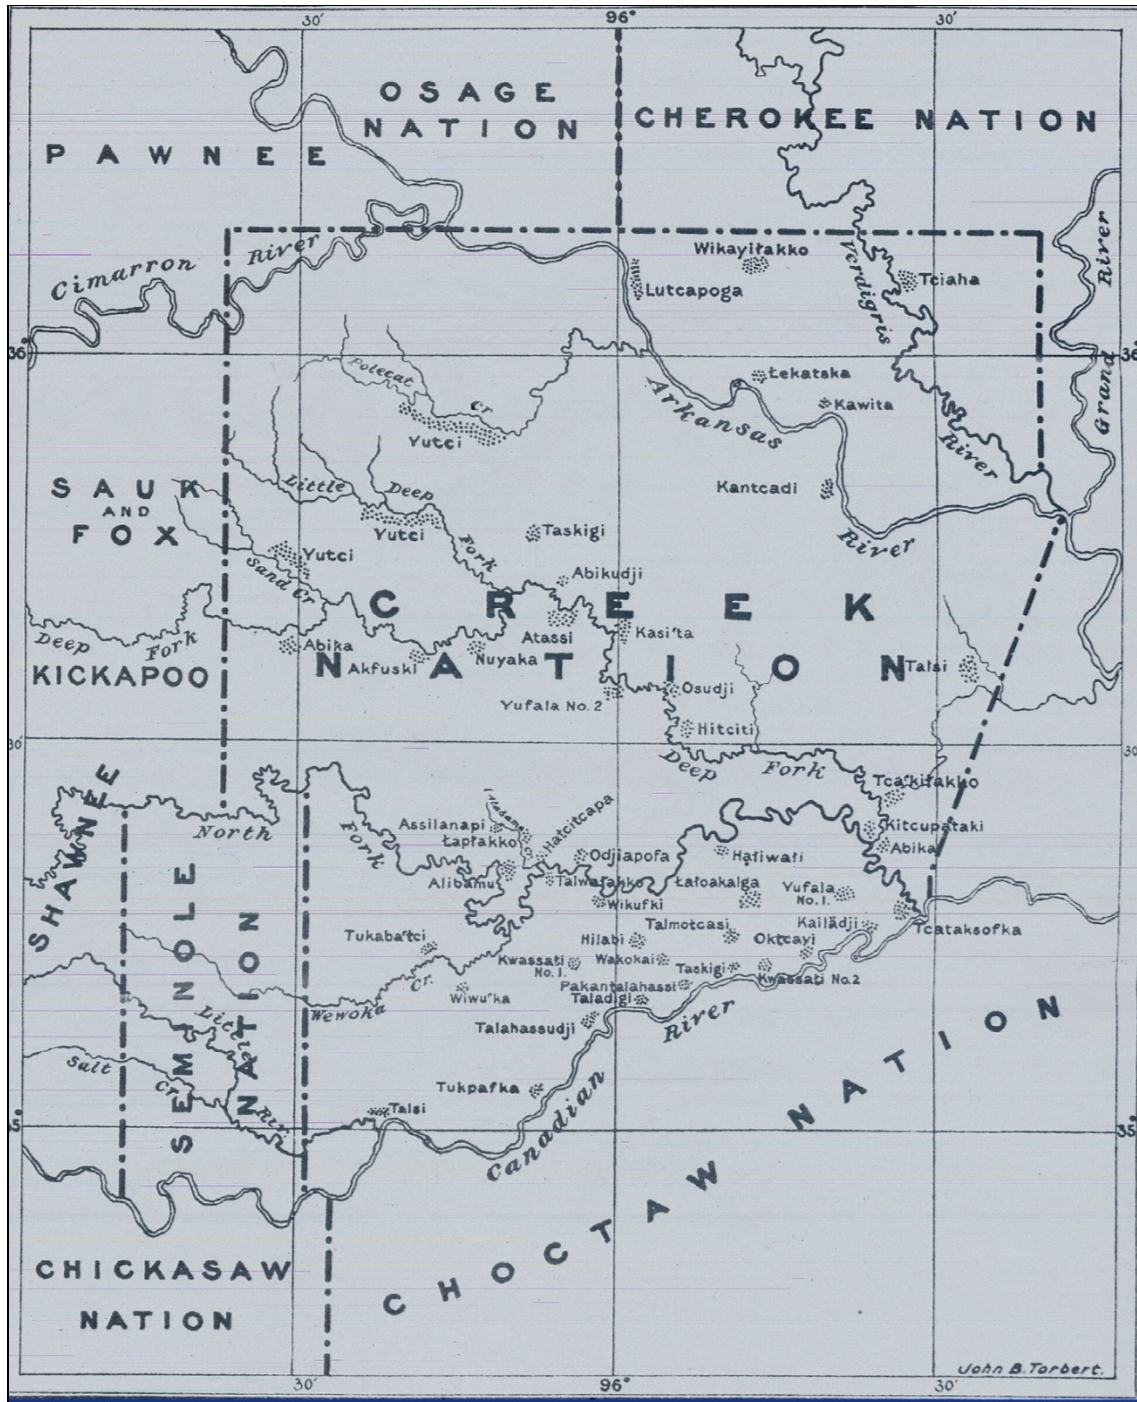 30'
96°
30'
OSAGE
NATION
CHEROKEE NATION
PAWNEE
Cimarron
River
Wikayiłakko
Lutcapoga
Verdigris
River
Tciaha
Grand
River
36°
36°
Polecat
Cr.
Yutci
Łekatska
Kawita
Arkansas
River
SAUK
AND
FOX
Little
Deep
Fork
Yutci
Kantcadi
Taskigi
Yutci
Sand Cr
Abikudji
CREEK
NATION
Deep
Fork
KICKAPOO
Abika
Akfuski
Nuyaka
Atassi
Kasi'ta
Talsi
Yufala No. 2
Osudji
Hitciti
30'
30'
Deep
Fork
SHAWNEE
North
Fork
Tca'kiłakko
Assilanapi
Łapłakko
Hatcitcapa
Kitcupataki
Abika
Odjiapofa
Hałiwałi
Alibamu
Talwałakko
Łałoakalga
Yufala
No. 1.
Wikufki
SEMINOLE
NATION
Tukaba'tci
Hilabi
Talmotcasi
Kailädji
Oktcayi
Tcataksofka
Kwassati
No. 1.
Wakokai
Taskigi
Kwassati No.2
Pakantalahassi
Wiwu'ka
Taladigi
Wewoka
Cr.
Talahassudji
River
Little
Riv.
Salt
Cr.
Tukpafka
Talsi
Canadian
35°
35°
CHOCTAW NATION
CHICKASAW
NATION
John B. Torbert.
30'
96°
30'